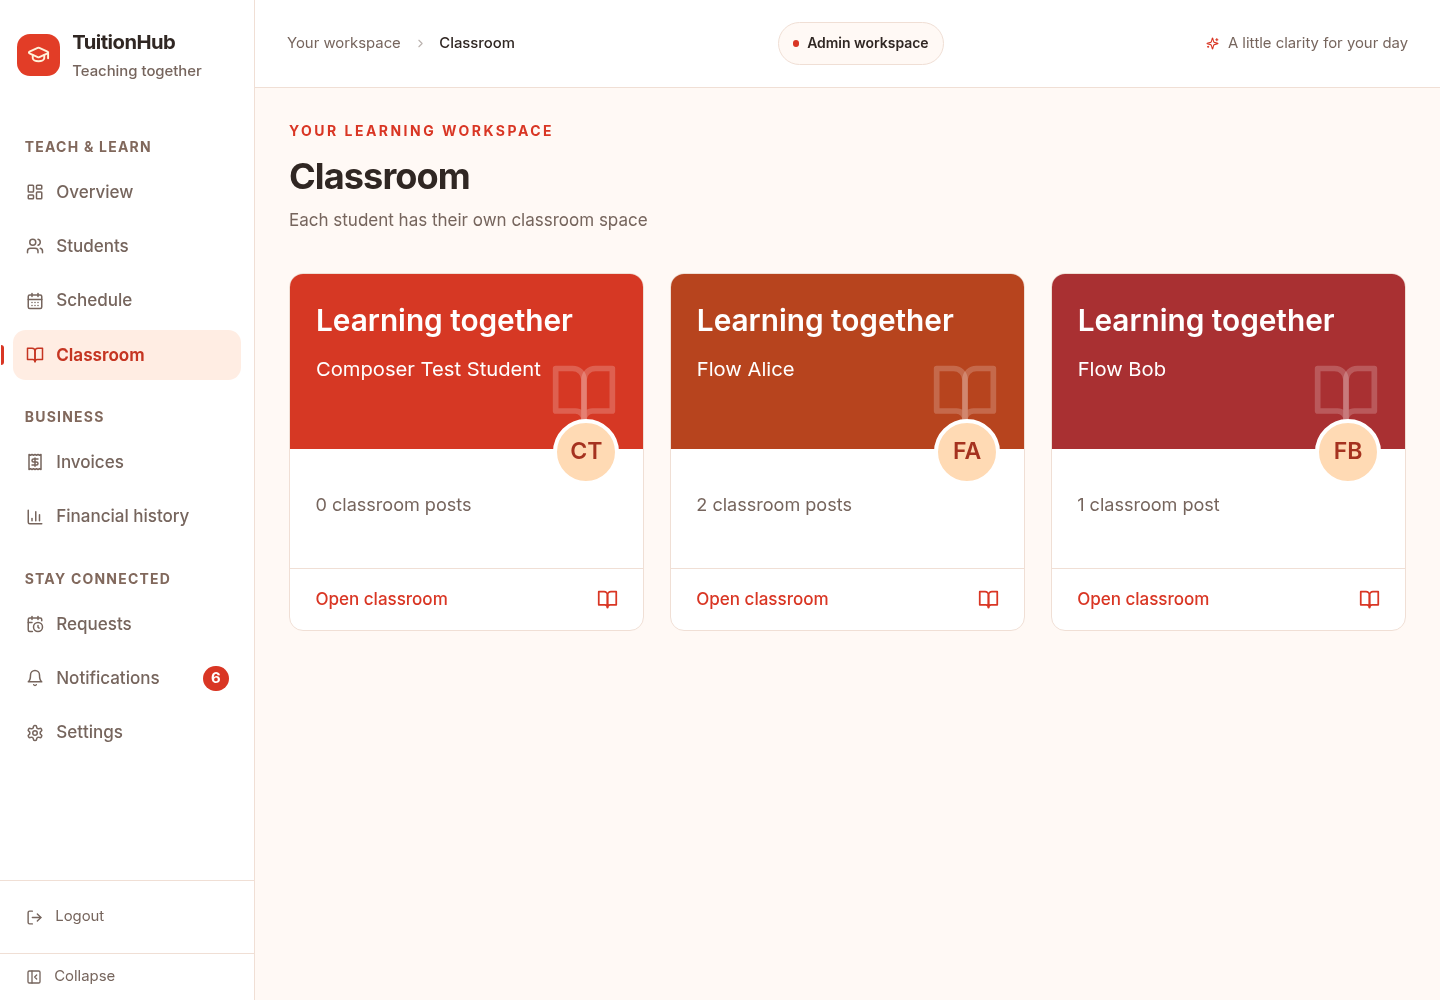 TuitionHub
Teaching together
TEACH & LEARN
Overview
Students
Schedule
Classroom
BUSINESS
Invoices
Financial history
STAY CONNECTED
Requests
Notifications 6
Settings
Logout
Collapse
Your workspace › Classroom
Admin workspace
A little clarity for your day
YOUR LEARNING WORKSPACE
Classroom
Each student has their own classroom space
Learning together
Composer Test Student
CT
0 classroom posts
Open classroom
Learning together
Flow Alice
FA
2 classroom posts
Open classroom
Learning together
Flow Bob
FB
1 classroom post
Open classroom